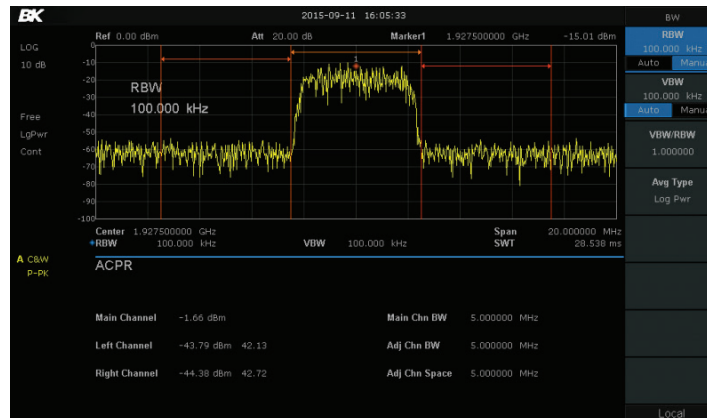 BK 2015-09-11 16:05:33 BW
Ref 0.00 dBm Att 20.00 dB Marker1 1.927500000 GHz -15.01 dBm
LOG
10 dB
Free
LgPwr
Cont
A C&W
P-PK
0
-10
-20
-30
-40
-50
-60
-70
-80
-90
-100
1
RBW
100.000 kHz
Center 1.927500000 GHz Span 20.000000 MHz
*RBW 100.000 kHz VBW 100.000 kHz SWT 28.538 ms
ACPR
Main Channel -1.66 dBm Main Chn BW 5.000000 MHz
Left Channel -43.79 dBm 42.13 Adj Chn BW 5.000000 MHz
Right Channel -44.38 dBm 42.72 Adj Chn Space 5.000000 MHz
RBW
100.000 kHz
Auto Manu
VBW
100.000 kHz
Auto Manu
VBW/RBW
1.000000
Avg Type
Log Pwr
Local